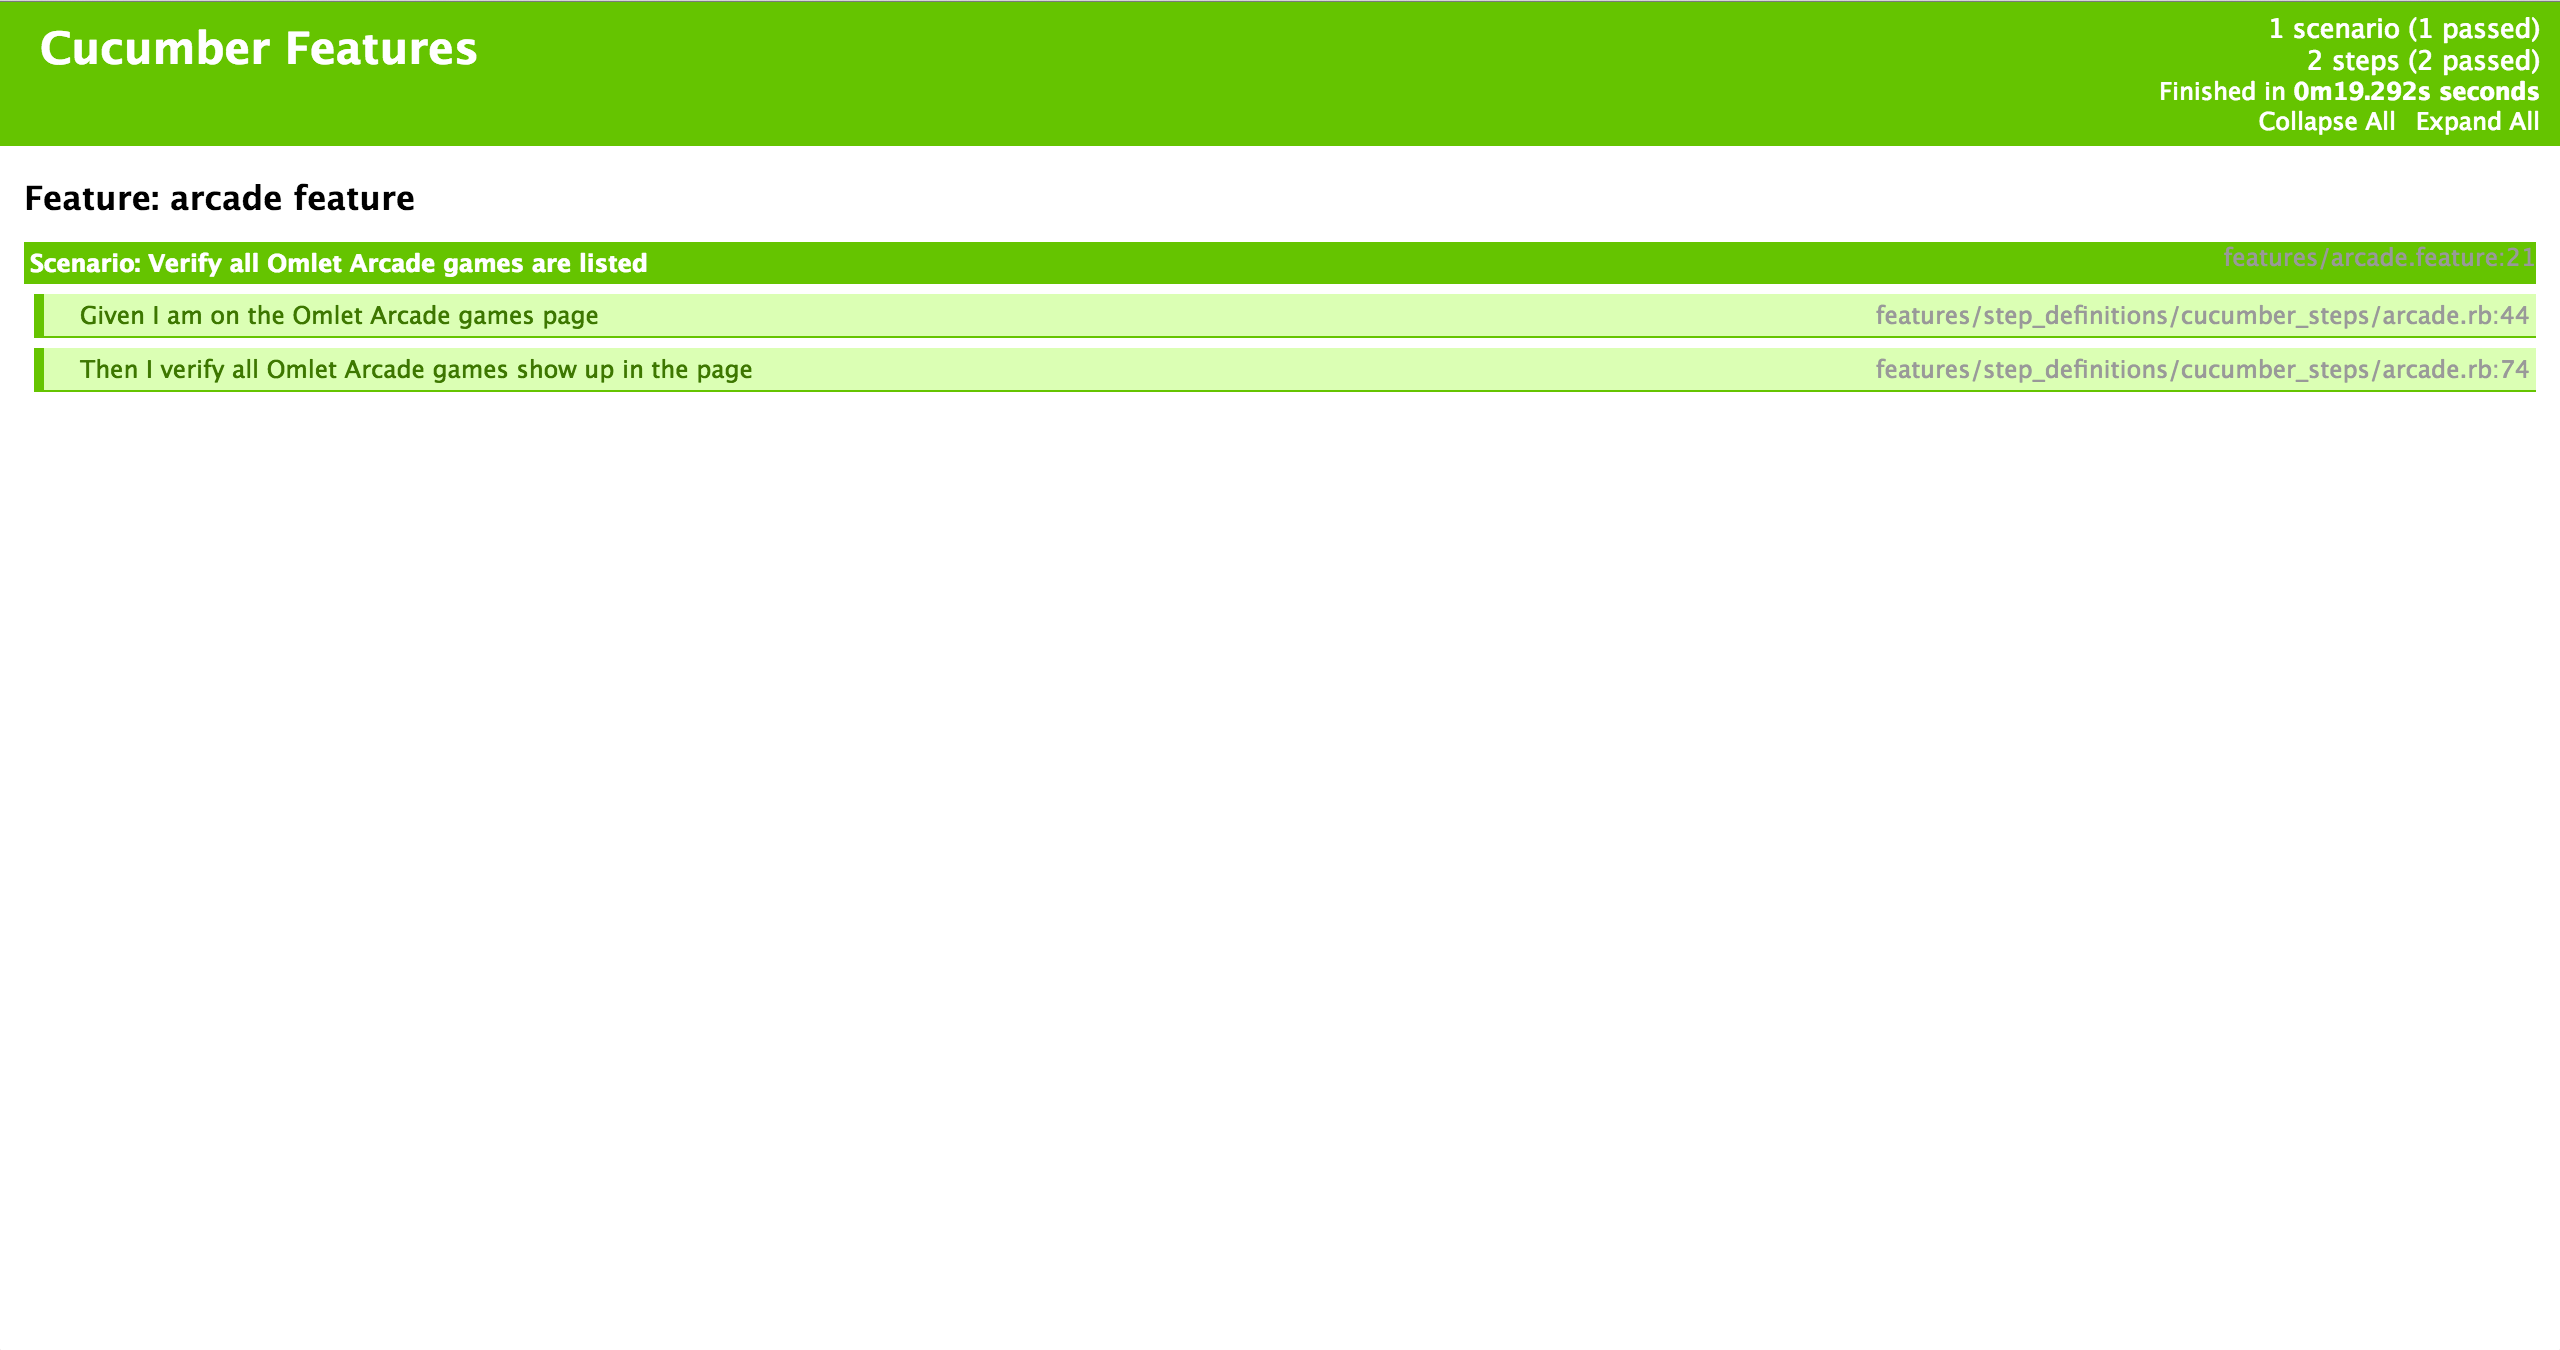 Cucumber Features
1 scenario (1 passed)
2 steps (2 passed)
Finished in 0m19.292s seconds
Collapse All Expand All
Feature: arcade feature
Scenario: Verify all Omlet Arcade games are listed features/arcade.feature:21
Given I am on the Omlet Arcade games page features/step_definitions/cucumber_steps/arcade.rb:44
Then I verify all Omlet Arcade games show up in the page features/step_definitions/cucumber_steps/arcade.rb:74